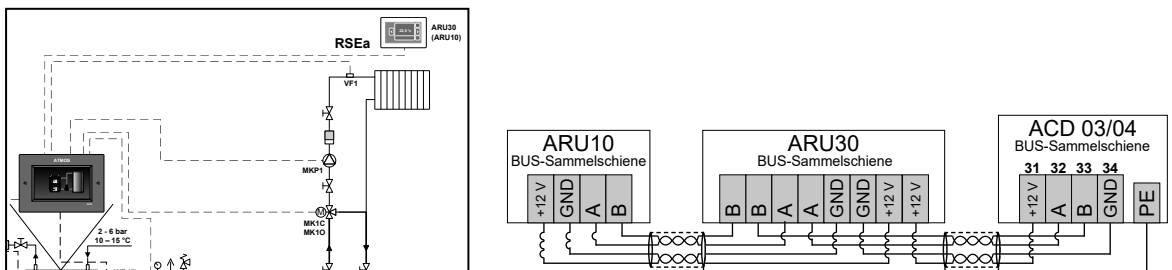 RSEa
ARU30
(ARU10)
VF1
ATMOS
MKP1
M
MK1C
MK1O
2 - 6 bar
10 – 15 °C
ARU10
BUS-Sammelschiene
+12 V GND A B
ARU30
BUS-Sammelschiene
B B A A GND GND +12 V +12 V
ACD 03/04
BUS-Sammelschiene
31 32 33 34
+12 V A B GND PE